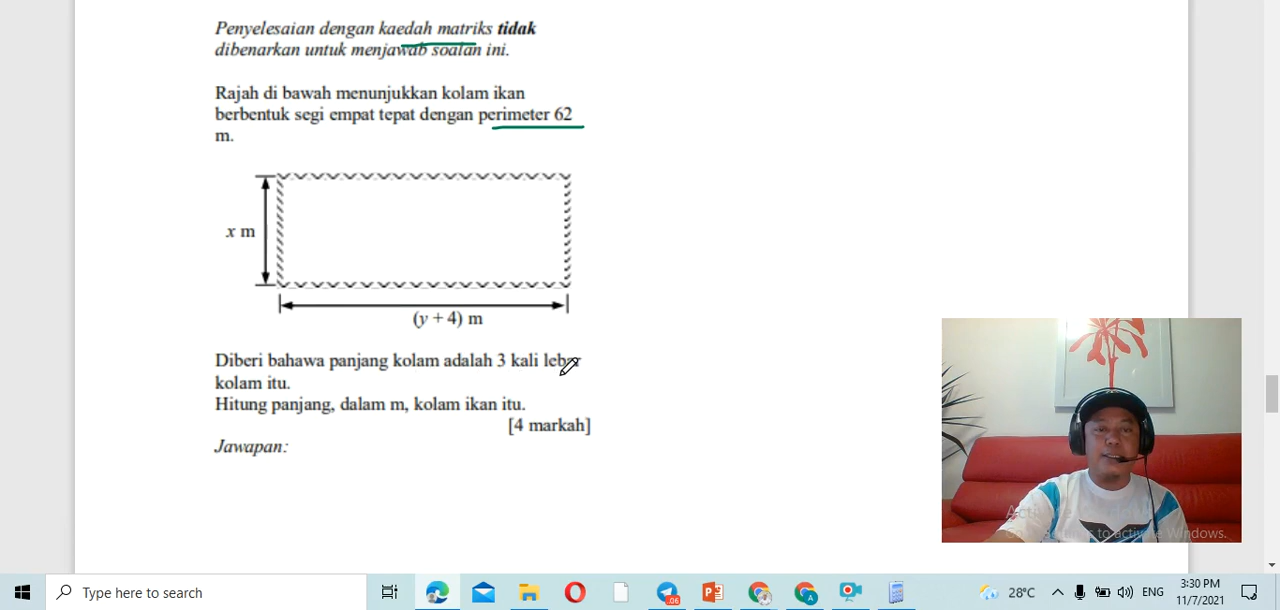 Penyelesaian dengan kaedah matriks tidak
dibenarkan untuk menjawab soalan ini.
Rajah di bawah menunjukkan kolam ikan
berbentuk segi empat tepat dengan perimeter 62
m.
x m
(y + 4) m
Diberi bahawa panjang kolam adalah 3 kali lebar
kolam itu.
Hitung panjang, dalam m, kolam ikan itu.
[4 markah]
Jawapan:
Type here to search
.06
28°C
ENG
3:30 PM
11/7/2021